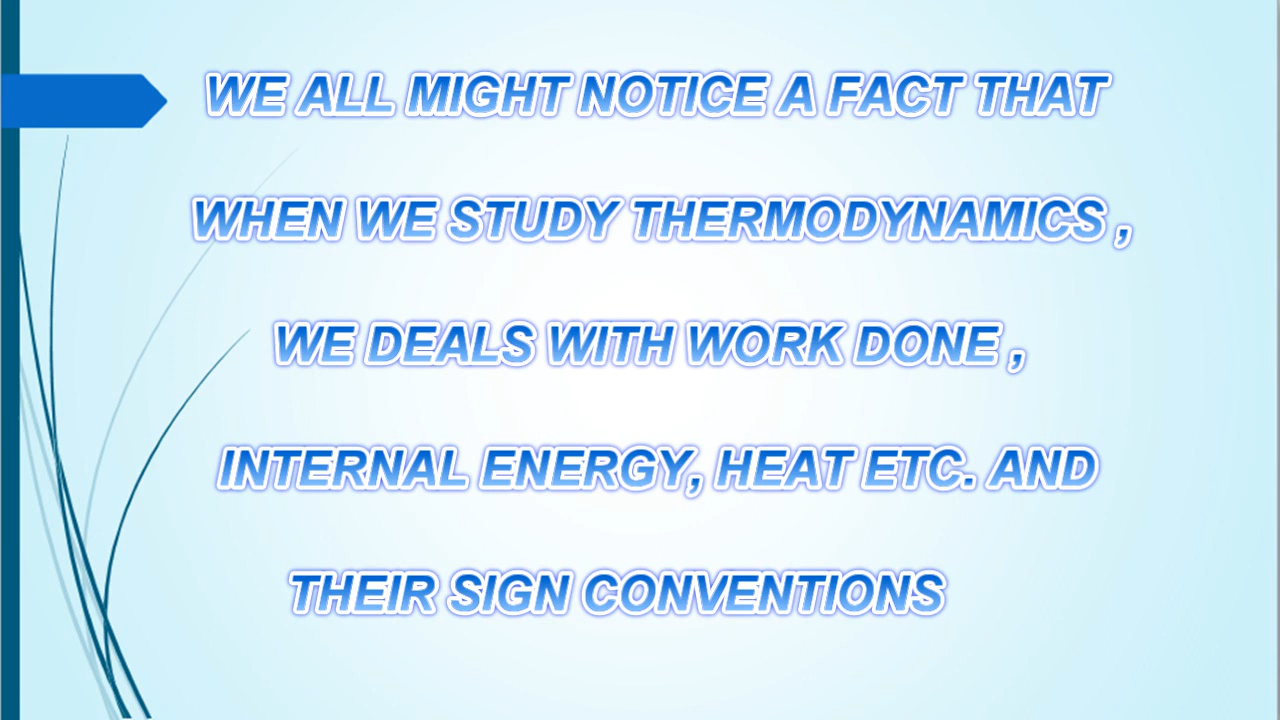 WE ALL MIGHT NOTICE A FACT THAT
WHEN WE STUDY THERMODYNAMICS ,
WE DEALS WITH WORK DONE ,
INTERNAL ENERGY, HEAT ETC. AND
THEIR SIGN CONVENTIONS